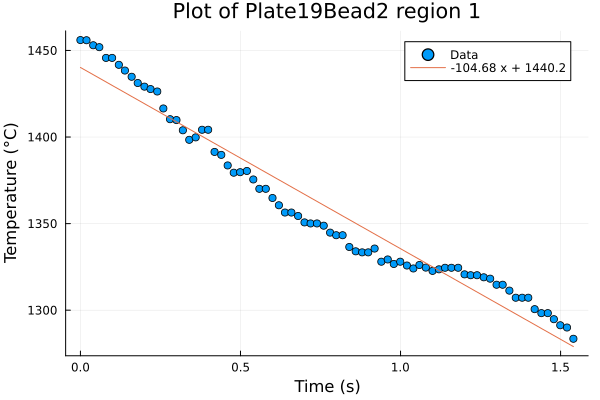 Plot of Plate19Bead2 region 1
Temperature (°C)
1450
1400
1350
1300
Data
-104.68 x + 1440.2
0.0
0.5
1.0
1.5
Time (s)